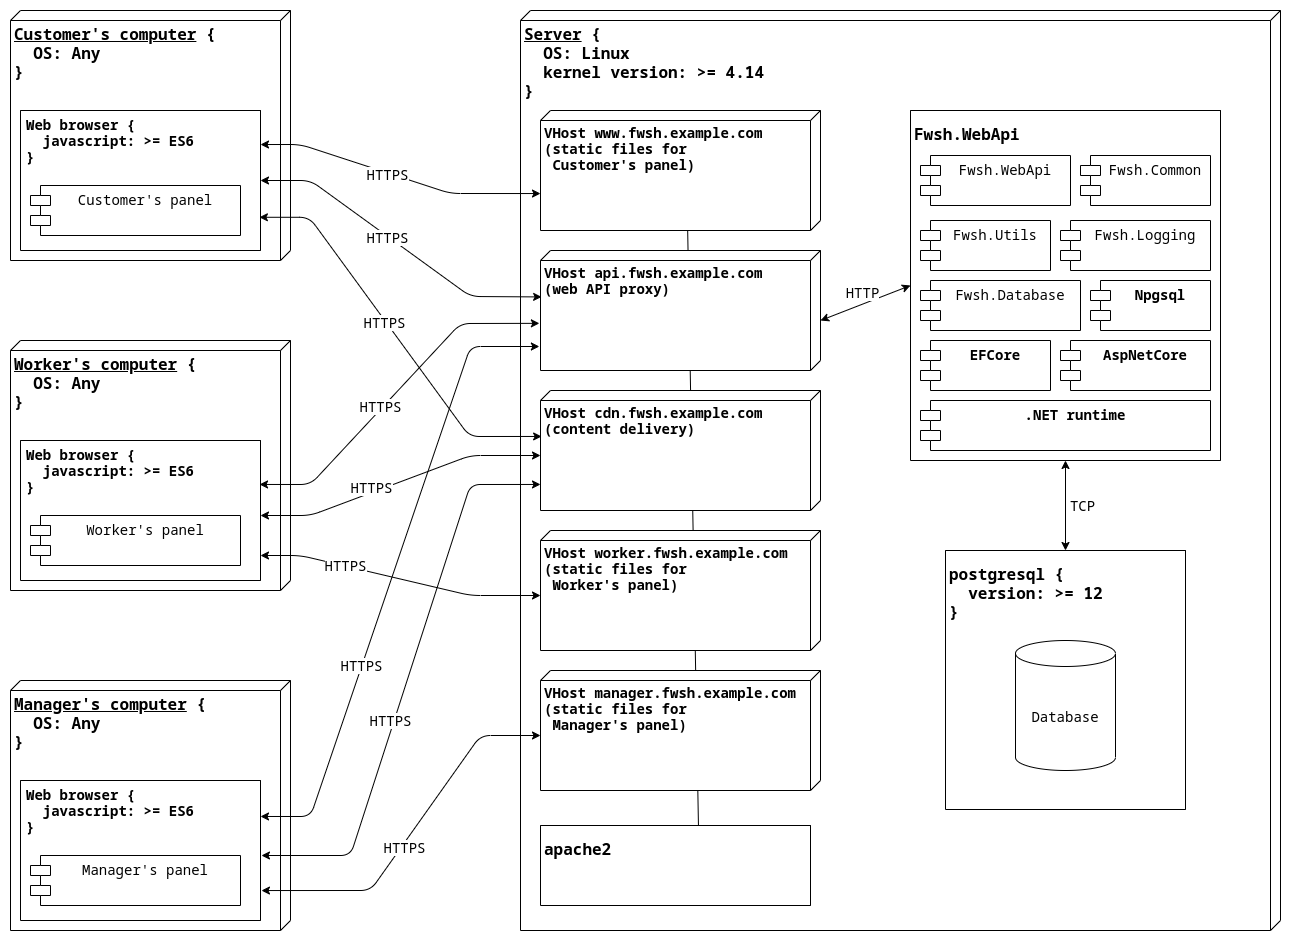 Customer's computer {
  OS: Any
}
Web browser {
  javascript: >= ES6
}
Customer's panel
Worker's computer {
  OS: Any
}
Web browser {
  javascript: >= ES6
}
Worker's panel
Manager's computer {
  OS: Any
}
Web browser {
  javascript: >= ES6
}
Manager's panel
HTTPS
HTTPS
HTTPS
HTTPS
HTTPS
HTTPS
HTTPS
HTTPS
HTTPS
Server {
  OS: Linux
  kernel version: >= 4.14
}
VHost www.fwsh.example.com
(static files for
 Customer's panel)
VHost api.fwsh.example.com
(web API proxy)
VHost cdn.fwsh.example.com
(content delivery)
VHost worker.fwsh.example.com
(static files for
 Worker's panel)
VHost manager.fwsh.example.com
(static files for
 Manager's panel)
apache2
HTTP
Fwsh.WebApi
Fwsh.WebApi
Fwsh.Common
Fwsh.Utils
Fwsh.Logging
Fwsh.Database
Npgsql
EFCore
AspNetCore
.NET runtime
TCP
postgresql {
  version: >= 12
}
Database